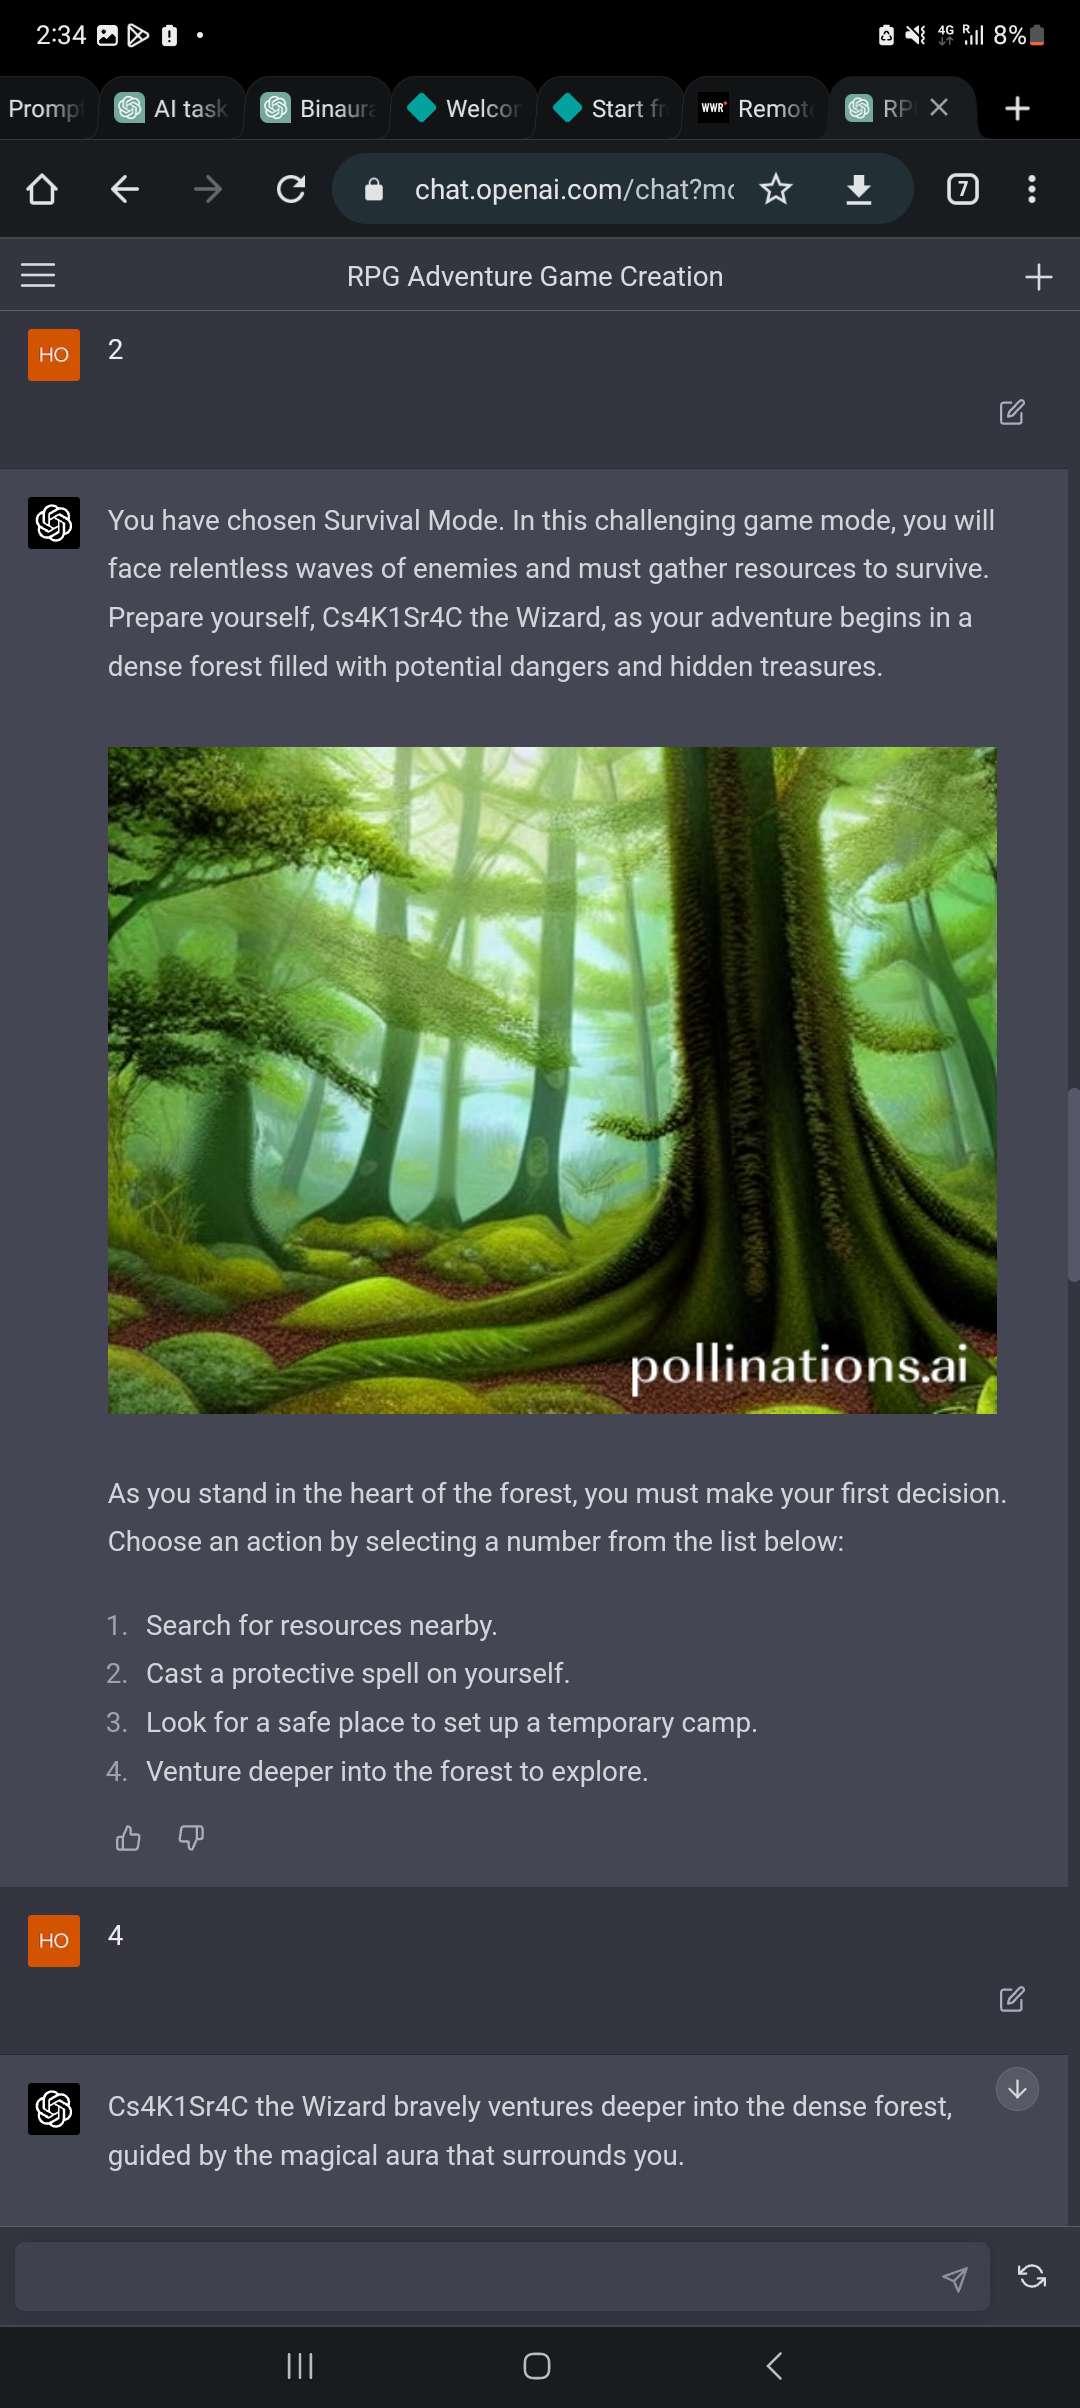 2:34
4G R 8%
Promp
AI task
Binaura
Welcor
Start fr
WWR
Remote
RP
chat.openai.com/chat?mo
7
RPG Adventure Game Creation
HO
2
You have chosen Survival Mode. In this challenging game mode, you will
face relentless waves of enemies and must gather resources to survive.
Prepare yourself, Cs4K1Sr4C the Wizard, as your adventure begins in a
dense forest filled with potential dangers and hidden treasures.
pollinations.ai
As you stand in the heart of the forest, you must make your first decision.
Choose an action by selecting a number from the list below:
1. Search for resources nearby.
2. Cast a protective spell on yourself.
3. Look for a safe place to set up a temporary camp.
4. Venture deeper into the forest to explore.
HO
4
Cs4K1Sr4C the Wizard bravely ventures deeper into the dense forest,
guided by the magical aura that surrounds you.